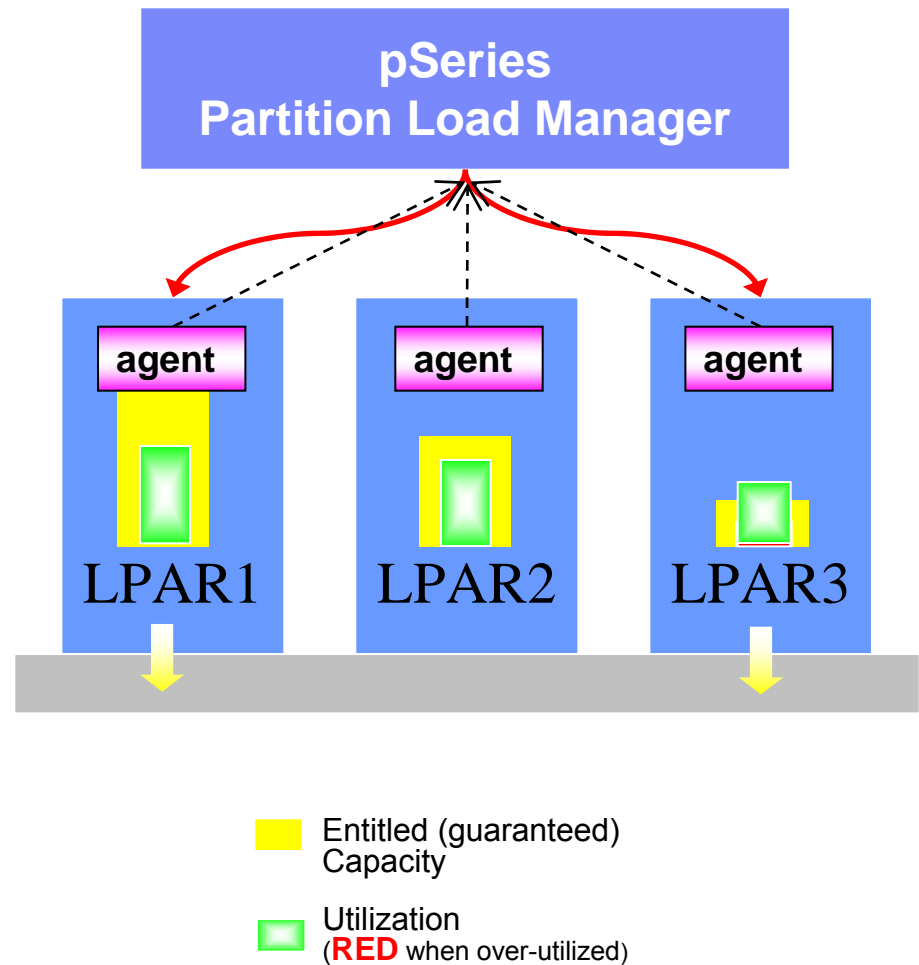 pSeries
Partition Load Manager
agent
agent
agent
LPAR1
LPAR2
LPAR3
Entitled (guaranteed)
Capacity
Utilization
(RED when over-utilized)